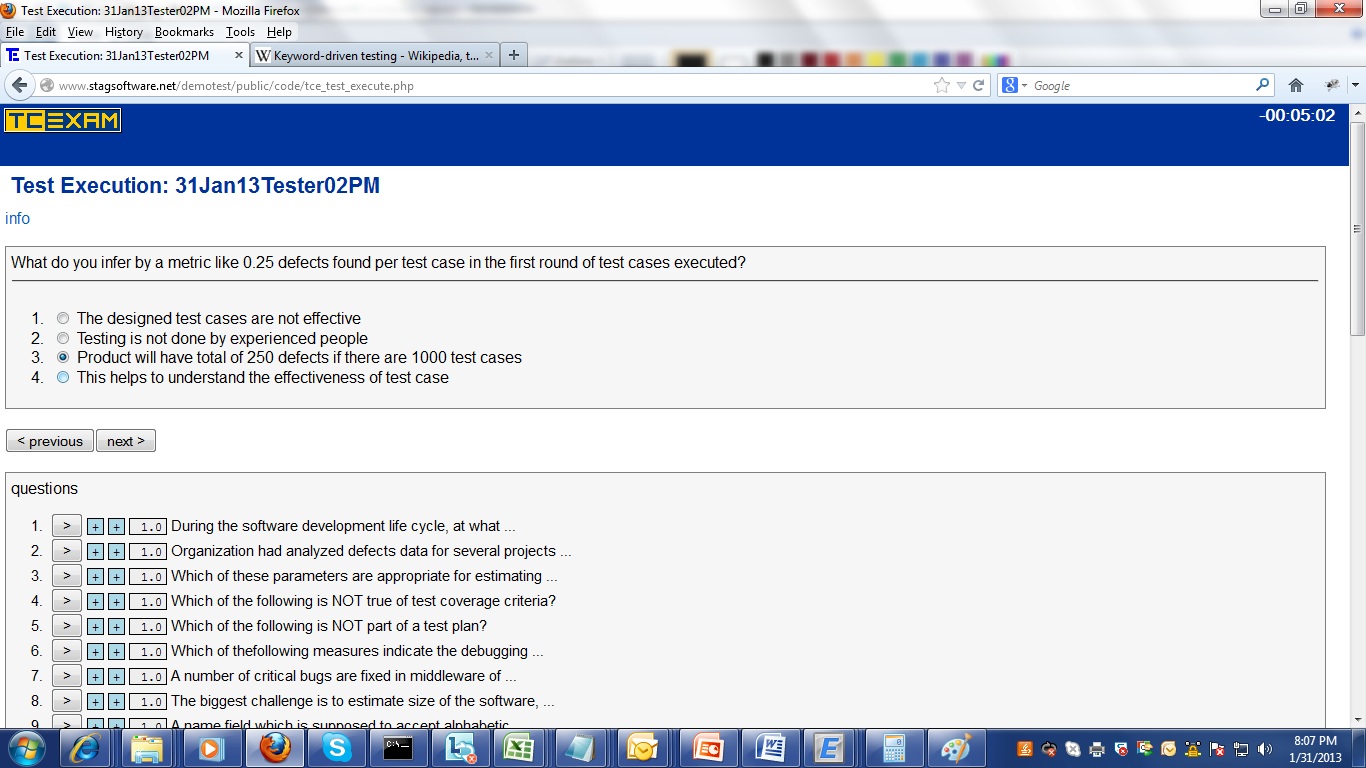 Test Execution: 31Jan13Tester02PM - Mozilla Firefox
File Edit View History Bookmarks Tools Help
Test Execution: 31Jan13Tester02PM × Keyword-driven testing - Wikipedia, t... × +
www.stagsoftware.net/demotest/public/code/tce_test_execute.php Google
TCEXAM -00:05:02
Test Execution: 31Jan13Tester02PM
info
What do you infer by a metric like 0.25 defects found per test case in the first round of test cases executed?
1. The designed test cases are not effective
2. Testing is not done by experienced people
3. Product will have total of 250 defects if there are 1000 test cases
4. This helps to understand the effectiveness of test case
< previous next >
questions
1. > + + 1.0 During the software development life cycle, at what ...
2. > + + 1.0 Organization had analyzed defects data for several projects ...
3. > + + 1.0 Which of these parameters are appropriate for estimating ...
4. > + + 1.0 Which of the following is NOT true of test coverage criteria?
5. > + + 1.0 Which of the following is NOT part of a test plan?
6. > + + 1.0 Which of thefollowing measures indicate the debugging ...
7. > + + 1.0 A number of critical bugs are fixed in middleware of ...
8. > + + 1.0 The biggest challenge is to estimate size of the software, ...
9. > + + 1.0 A name field which is supposed to accept alphabetic
8:07 PM
1/31/2013